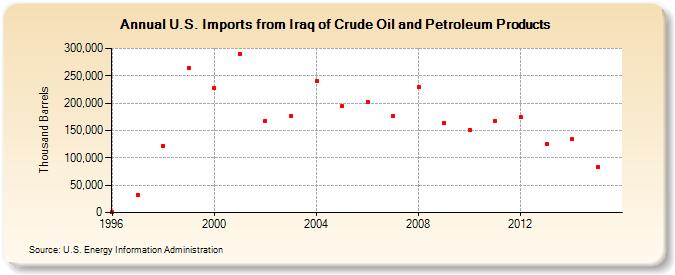 Annual U.S. Imports from Iraq of Crude Oil and Petroleum Products
Thousand Barrels
300,000
250,000
200,000
150,000
100,000
50,000
0
1996 2000 2004 2008 2012
Source: U.S. Energy Information Administration